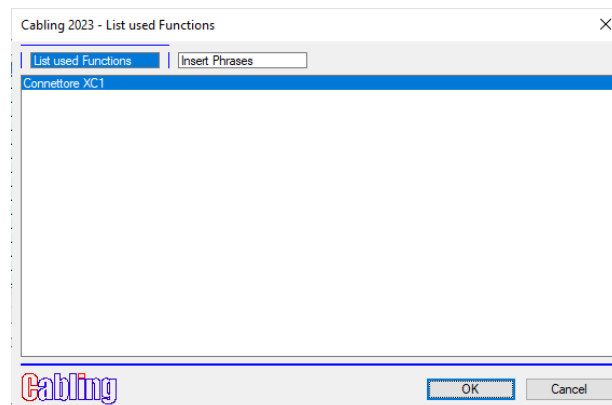 Cabling 2023 - List used Functions
List used Functions Insert Phrases
Connettore XC1
Cabling OK Cancel